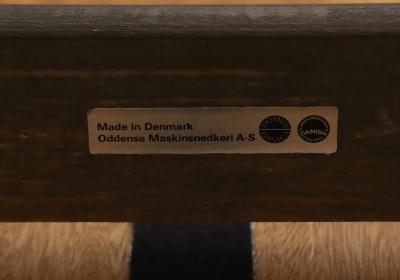 Made in Denmark
Oddense Maskinsnedkeri A-S
DANISH